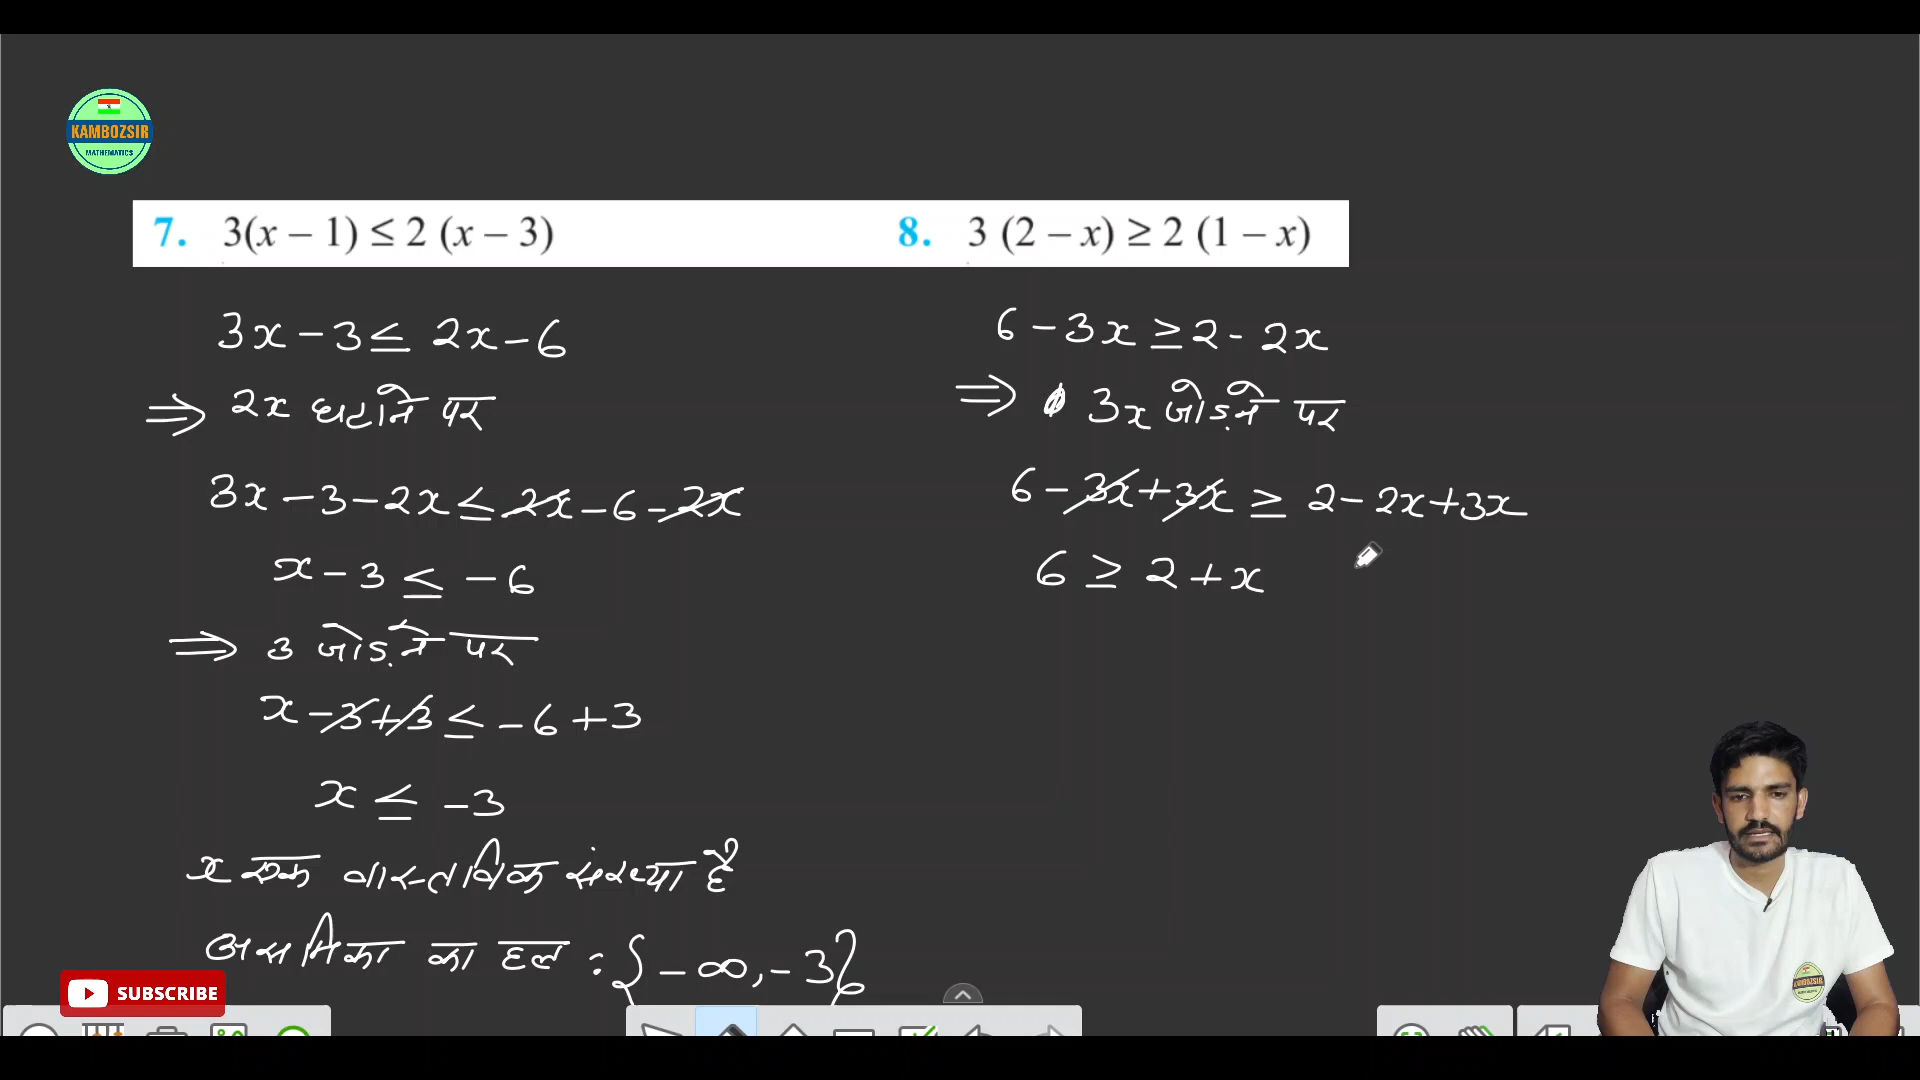 KAMBOZSIR
MATHEMATICS
7. 3(x – 1) ≤ 2 (x – 3)
8. 3 (2 – x) ≥ 2 (1 – x)
3x – 3 ≤ 2x – 6
⇒ 2x घटाने पर
3x – 3 – 2x ≤ 2x – 6 – 2x
x – 3 ≤ – 6
⇒ 3 जोड़ने पर
x – 3 + 3 ≤ – 6 + 3
x ≤ – 3
x एक वास्तविक संख्या है
असमिका का हल = { – ∞, – 3 }
6 – 3x ≥ 2 – 2x
⇒ 3x जोड़ने पर
6 – 3x + 3x ≥ 2 – 2x + 3x
6 ≥ 2 + x
SUBSCRIBE
KAMBOZSIR